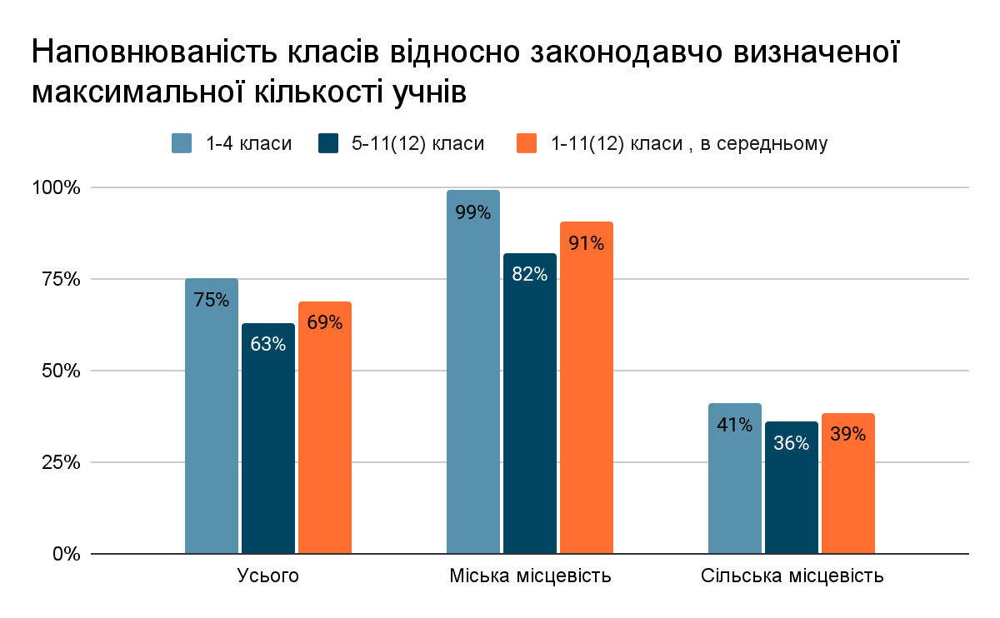 Наповнюваність класів відносно законодавчо визначеної
максимальної кількості учнів
1-4 класи 5-11(12) класи 1-11(12) класи , в середньому
100%
75%
50%
25%
0%
75% 63% 69%
99% 82% 91%
41% 36% 39%
Усього Міська місцевість Сільська місцевість